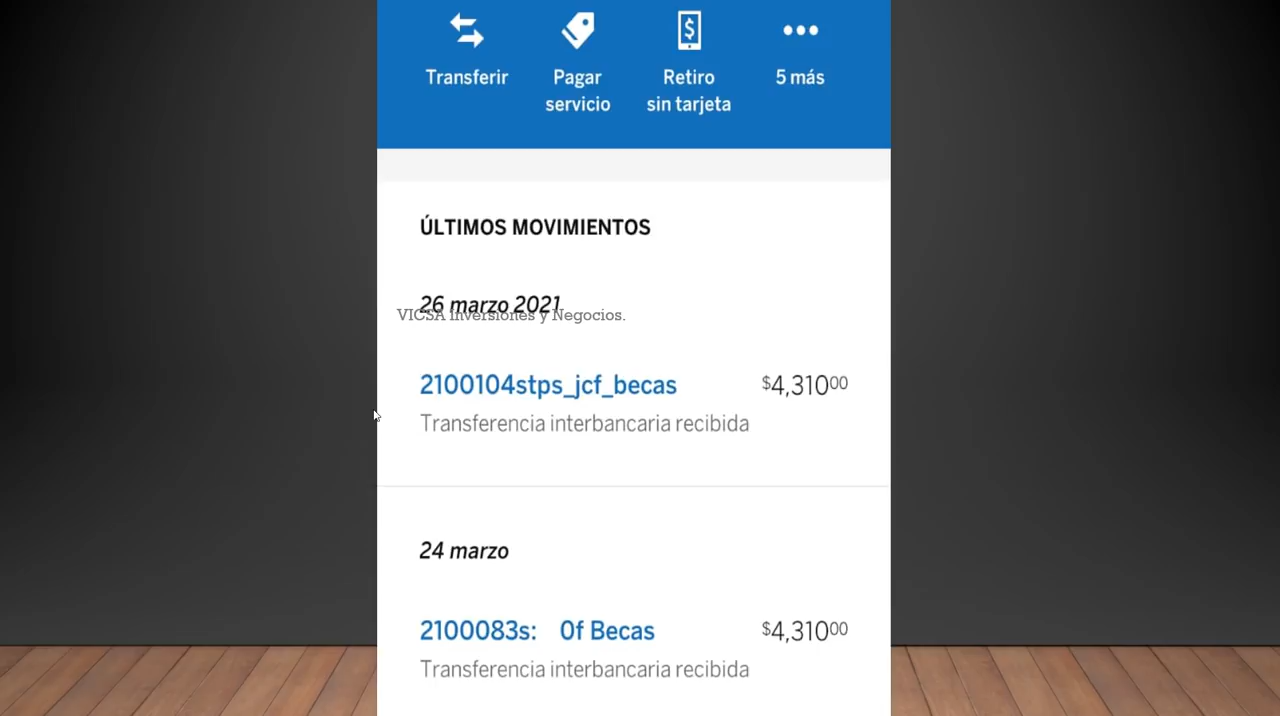 Transferir
Pagar
servicio
Retiro
sin tarjeta
5 más
ÚLTIMOS MOVIMIENTOS
26 marzo 2021
VICSA Inversiones y Negocios.
2100104stps_jcf_becas
$4,310.00
Transferencia interbancaria recibida
24 marzo
2100083s: 0f Becas
$4,310.00
Transferencia interbancaria recibida